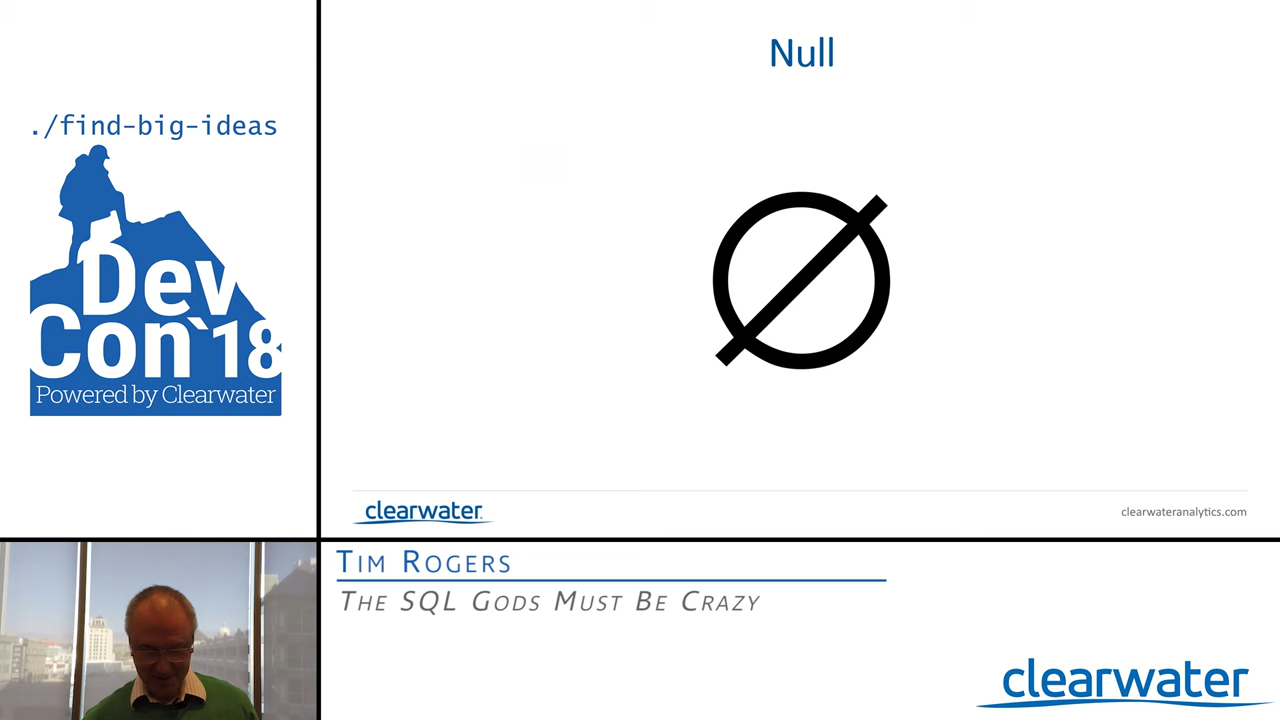 ./find-big-ideas
Dev
Con`18
Powered by Clearwater
Null
clearwater
clearwateranalytics.com
Tim Rogers
The SQL Gods Must Be Crazy
clearwater